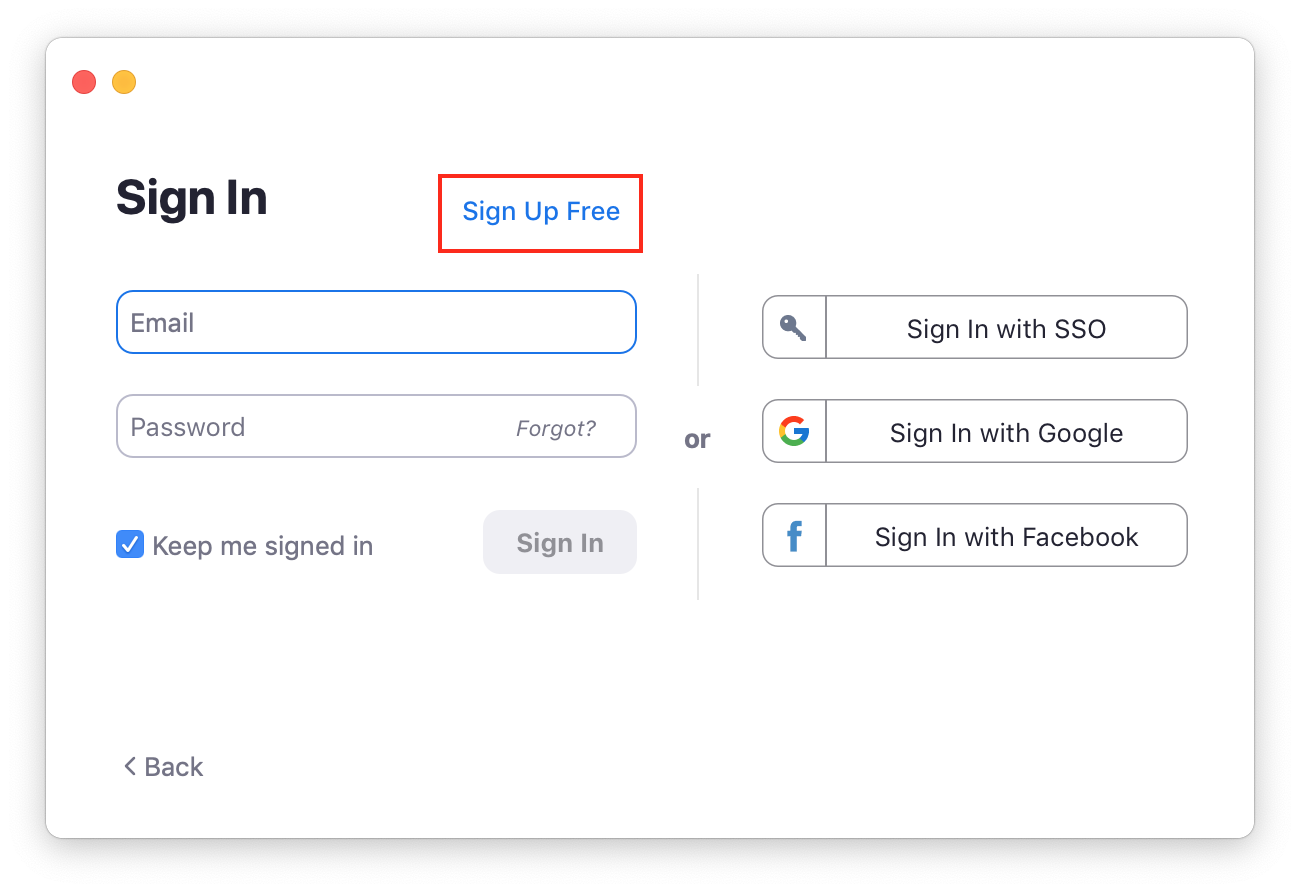 Sign In
Sign Up Free
Email
Password
Forgot?
Keep me signed in
Sign In
or
Sign In with SSO
Sign In with Google
Sign In with Facebook
Back